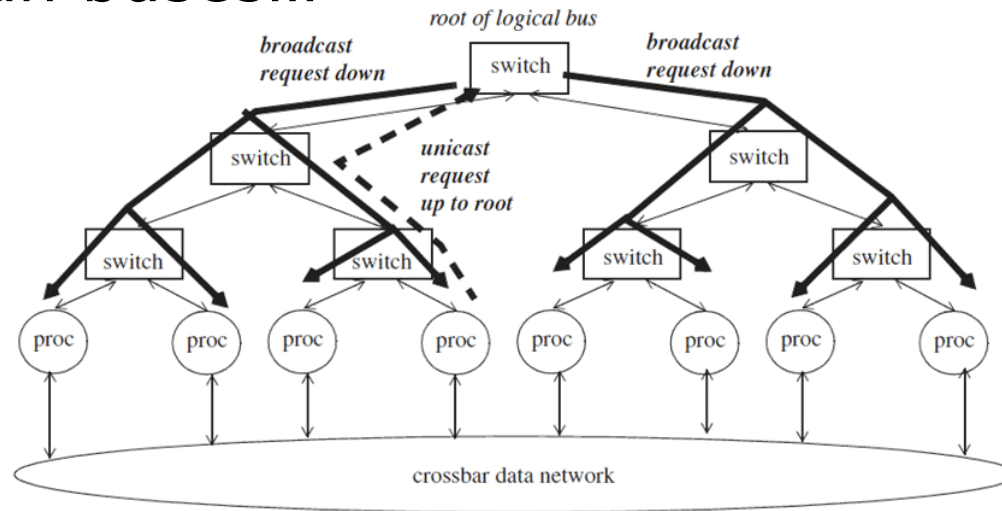 root of logical bus
broadcast
request down
broadcast
request down
switch
unicast
request
up to root
switch
switch
switch
switch
switch
switch
proc
proc
proc
proc
proc
proc
proc
proc
crossbar data network